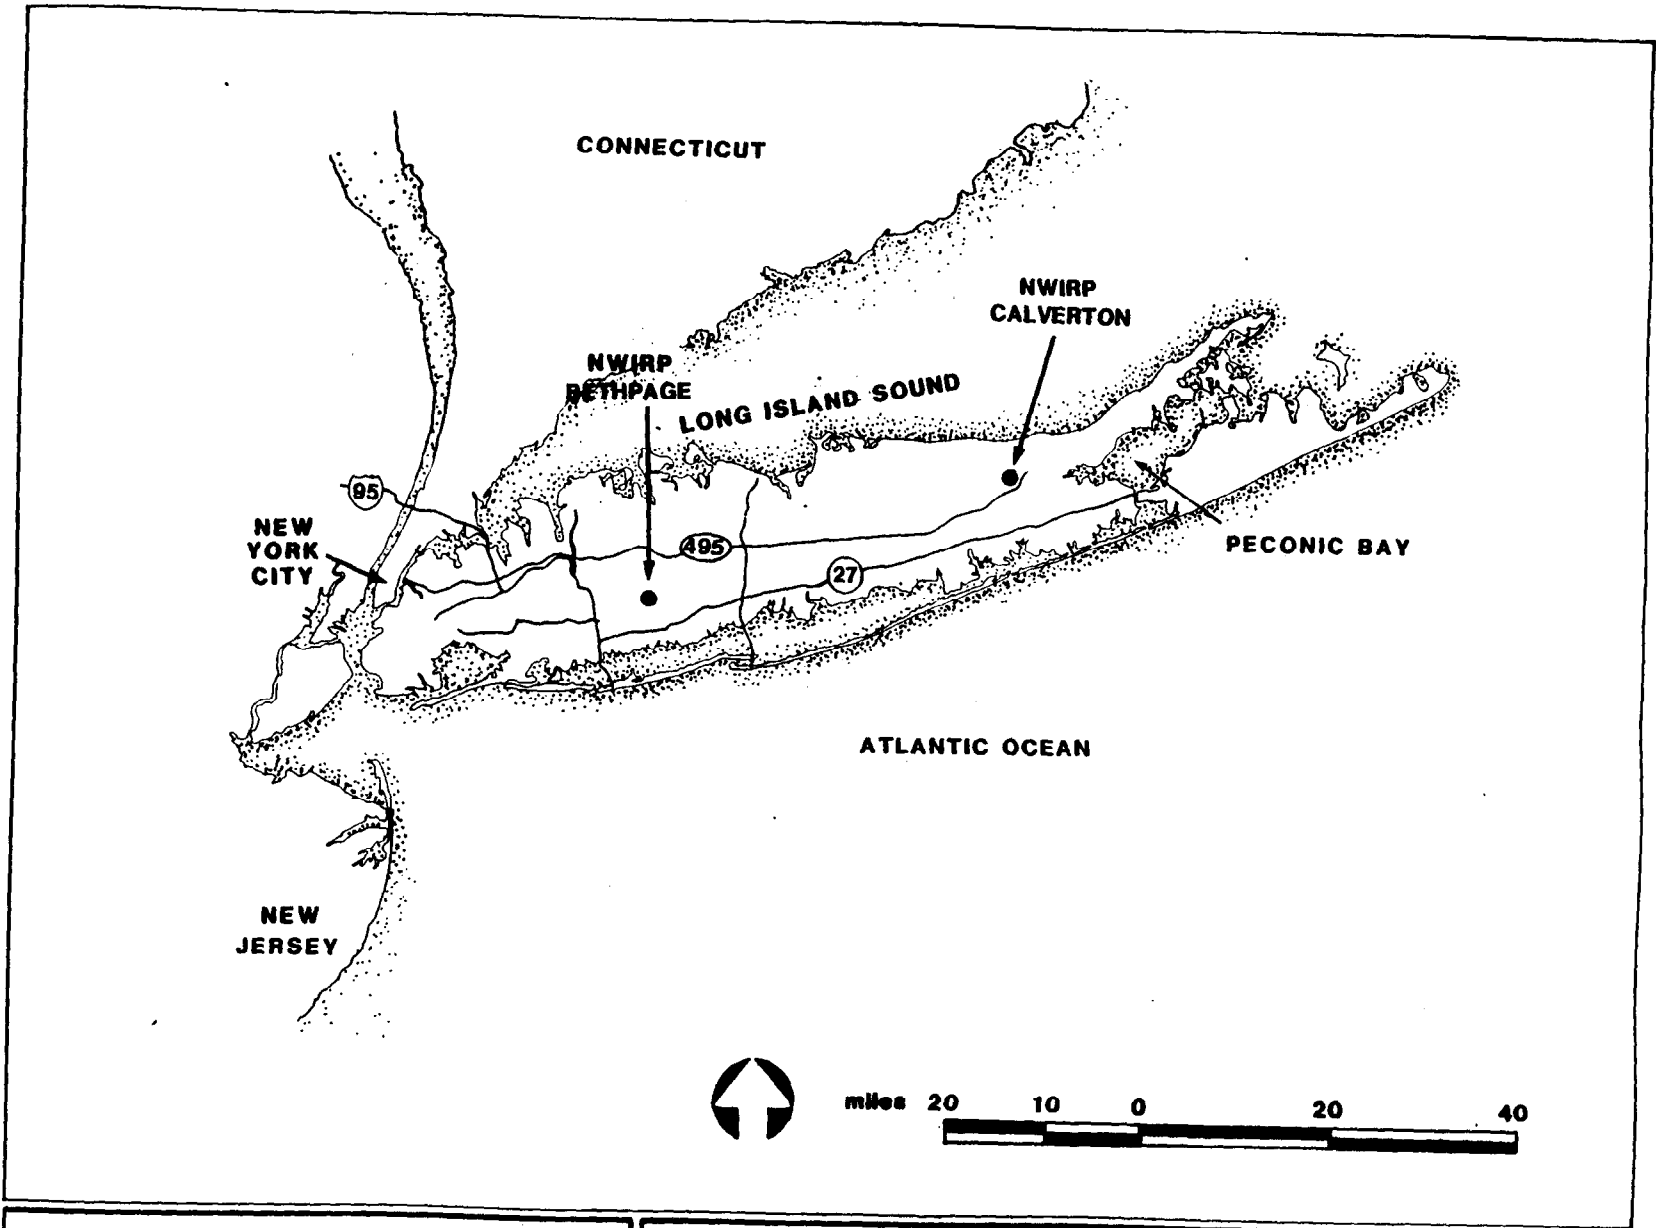 CONNECTICUT
NWIRP
CALVERTON
NWIRP
BETHPAGE
LONG ISLAND SOUND
95
NEW
YORK
CITY
495
27
PECONIC BAY
ATLANTIC OCEAN
NEW
JERSEY
miles 20 10 0 20 40